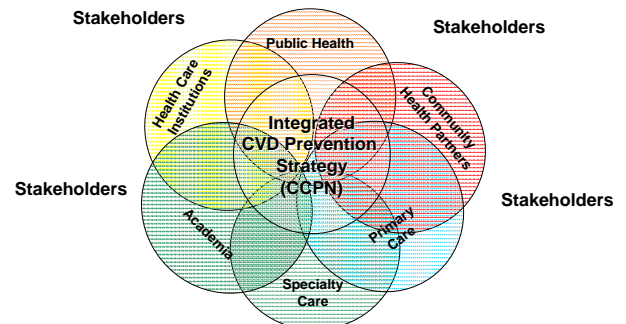 Stakeholders
Stakeholders
Public Health
Health Care
Institutions
Community
Health Partners
Integrated
CVD Prevention
Strategy
(CCPN)
Stakeholders
Stakeholders
Academia
Primary
Care
Specialty
Care